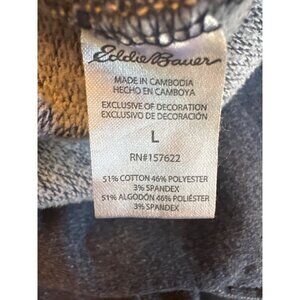 Eddie Bauer
MADE IN CAMBODIA
HECHO EN CAMBOYA
EXCLUSIVE OF DECORATION
EXCLUSIVO DE DECORACIÓN
L
RN#157622
51% COTTON 46% POLYESTER
3% SPANDEX
51% ALGODÓN 46% POLIÉSTER
3% SPANDEX